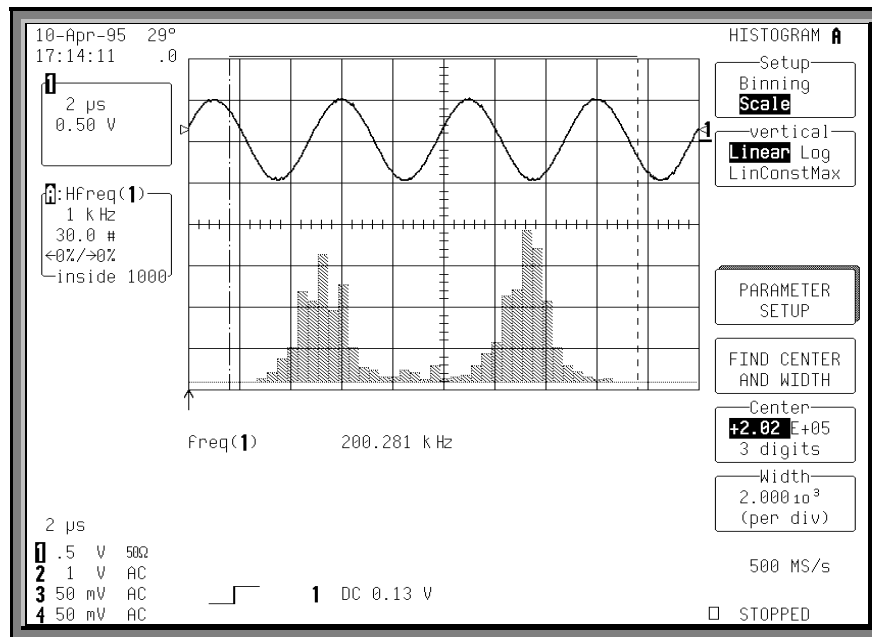 10-Apr-95 29°
17:14:11 .0
1
2 µs
0.50 V
A:Hfreq(1)
1 kHz
30.0 #
←0%/→0%
inside 1000
1
freq(1) 200.281 kHz
2 µs
1 .5 V 50Ω
2 1 V AC
3 50 mV AC
4 50 mV AC
1 DC 0.13 V
HISTOGRAM A
Setup
Binning
Scale
vertical
Linear Log
LinConstMax
PARAMETER
SETUP
FIND CENTER
AND WIDTH
Center
+2.02 E+05
3 digits
Width
2.000 10³
(per div)
500 MS/s
STOPPED